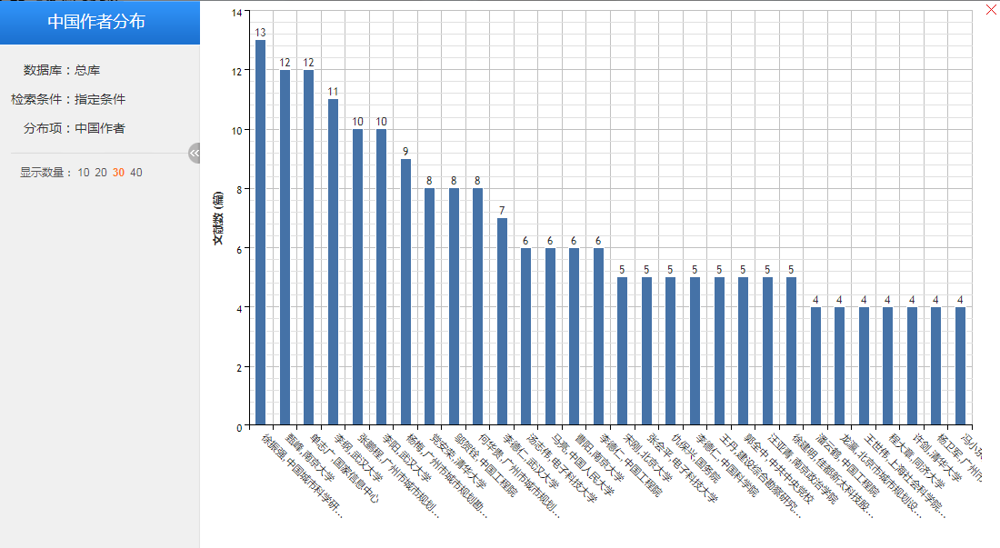 中国作者分布
数据库：总库
检索条件：指定条件
分布项：中国作者
显示数量： 10 20 30 40
文献数 (篇)
14
12
10
8
6
4
2
0
13
12
12
11
10
10
9
8
8
8
7
6
6
6
6
5
5
5
5
5
5
5
5
4
4
4
4
4
4
4
徐振强,中国城市科学研…
甄峰,南京大学
单志广,国家信息中心
李纲,武汉大学
张鹏程,广州市城市规划…
李阳,武汉大学
杨梅,广州市城市规划勘…
党安荣,清华大学
邬贺铨,中国工程院
何华贵,广州市城市规划…
李德仁,武汉大学
汤志伟,电子科技大学
马亮,中国人民大学
曹阳,南京大学
李德仁,中国工程院
宋刚,北京大学
张会平,电子科技大学
仇保兴,国务院
李德仁,中国科学院
王丹,建设综合勘察研究…
郭全中,中共中央党校
汪亚青,南京政治学院
徐建明,佳都新太科技股…
潘云鹤,中国工程院
龙瀛,北京市城市规划设…
王世伟,上海社会科学院…
程大章,同济大学
许剑,清华大学
杨卫军,广州市